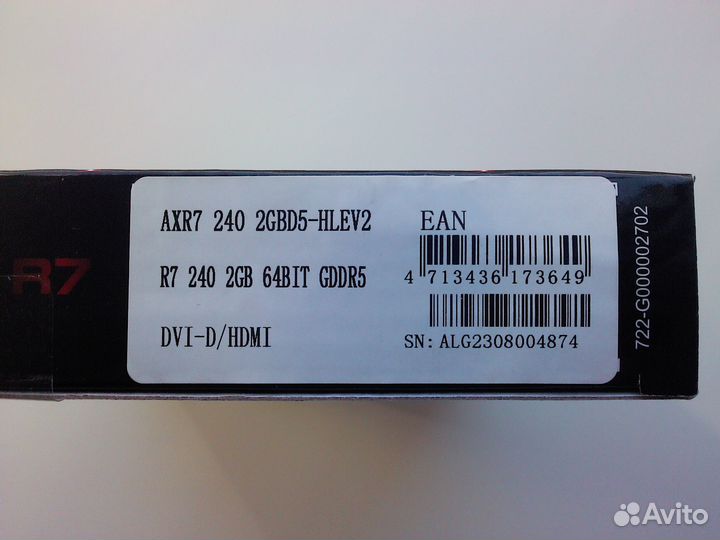 R7
AXR7 240 2GBD5-HLEV2
R7 240 2GB 64BIT GDDR5
DVI-D/HDMI
EAN
4 713436 173649
SN: ALG2308004874
722-G000002702
Avito